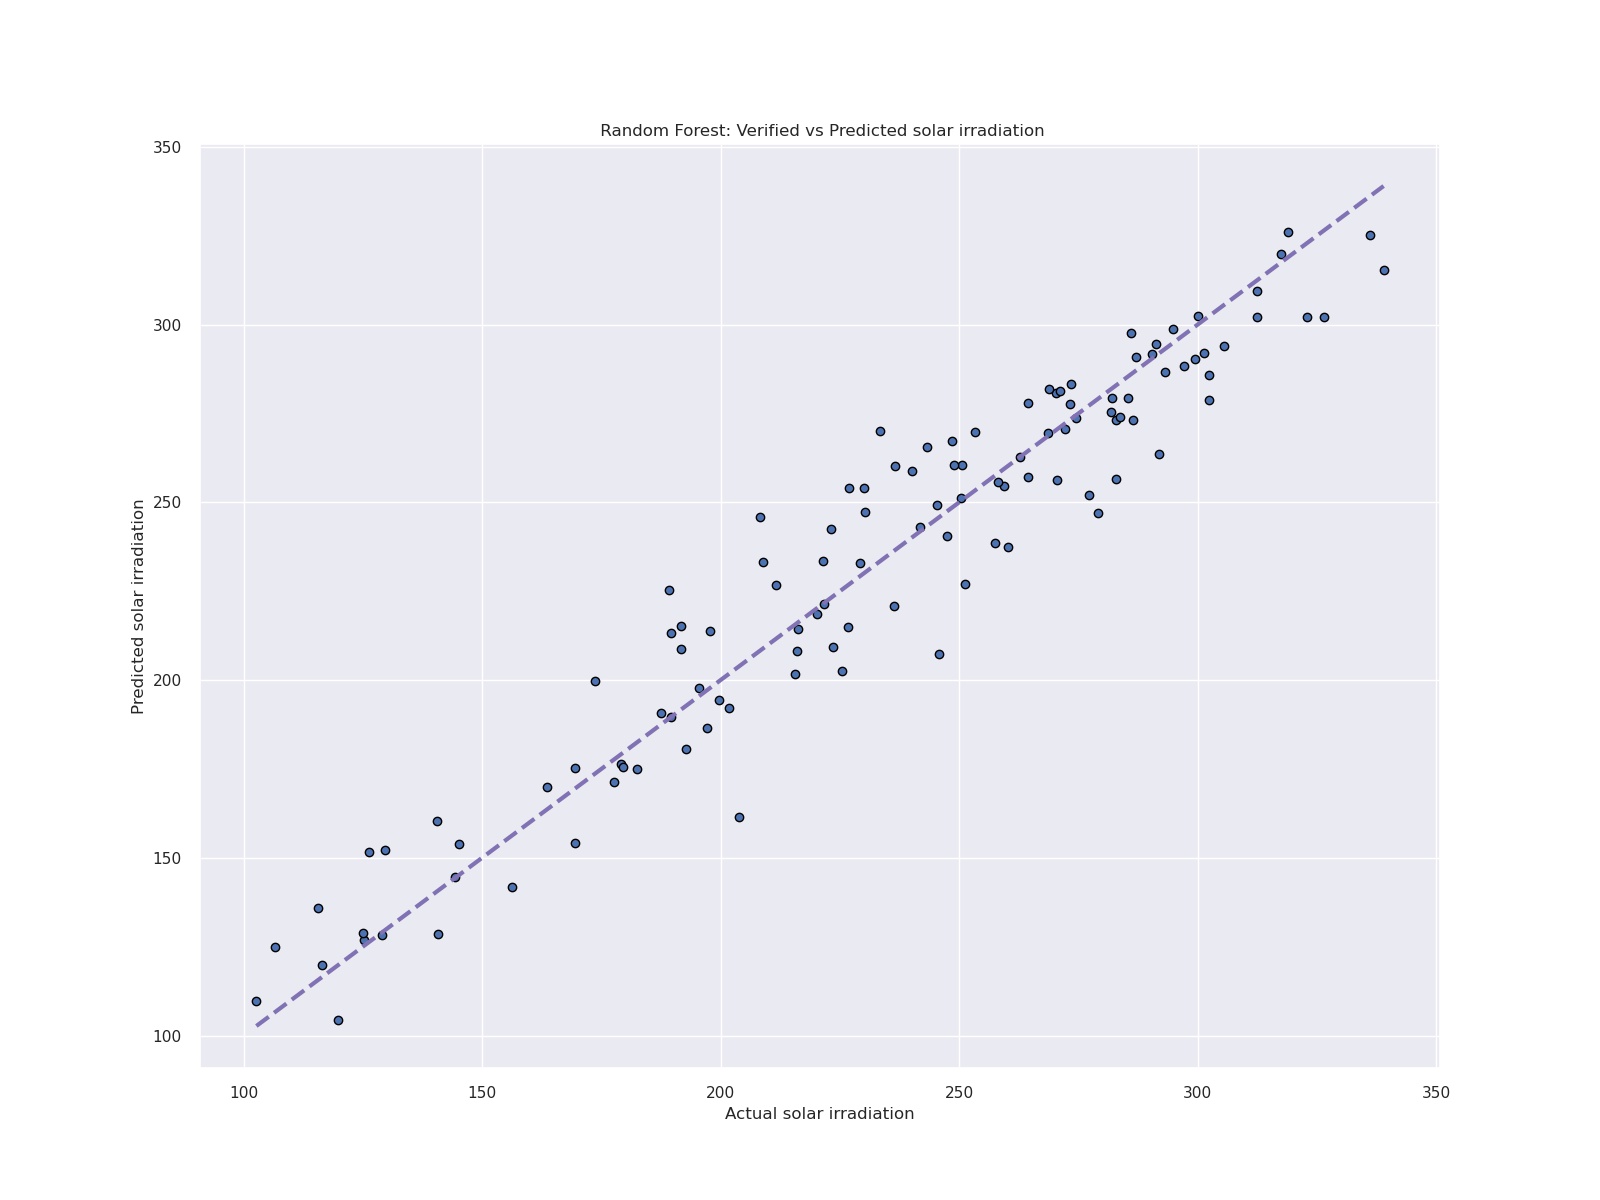 Random Forest: Verified vs Predicted solar irradiation
350
300
250
200
150
100
Predicted solar irradiation
100 150 200 250 300 350
Actual solar irradiation